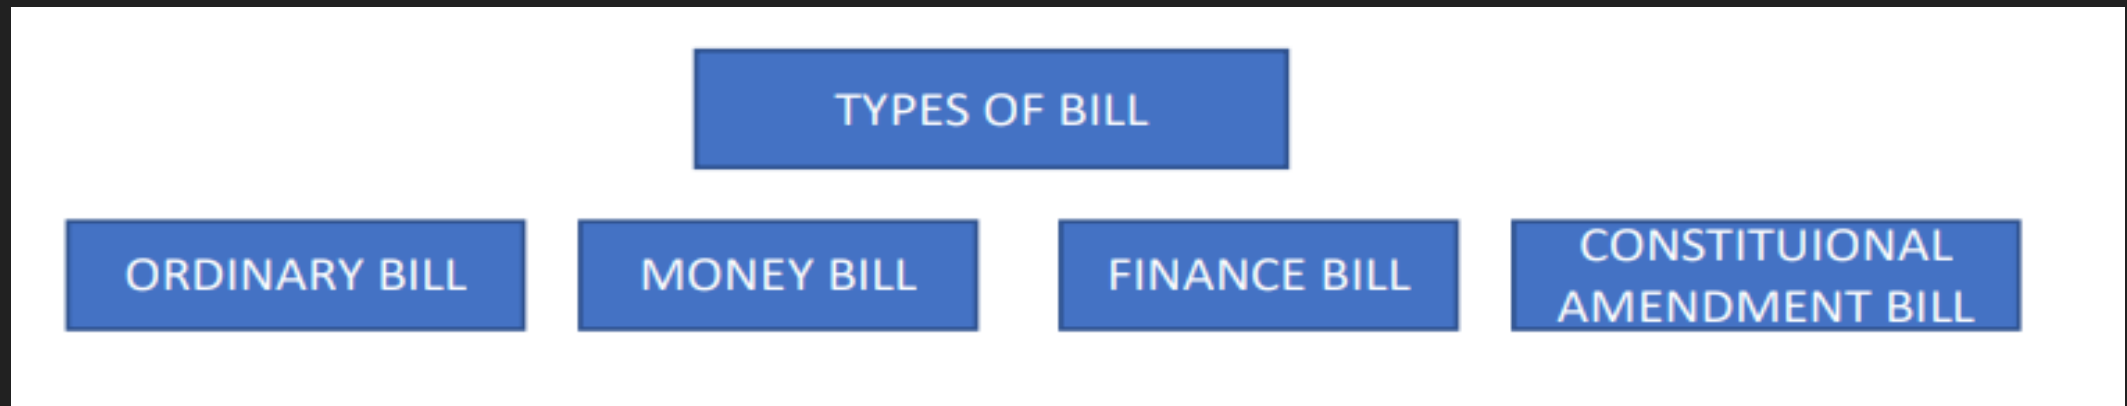 TYPES OF BILL
ORDINARY BILL
MONEY BILL
FINANCE BILL
CONSTITUIONAL
AMENDMENT BILL